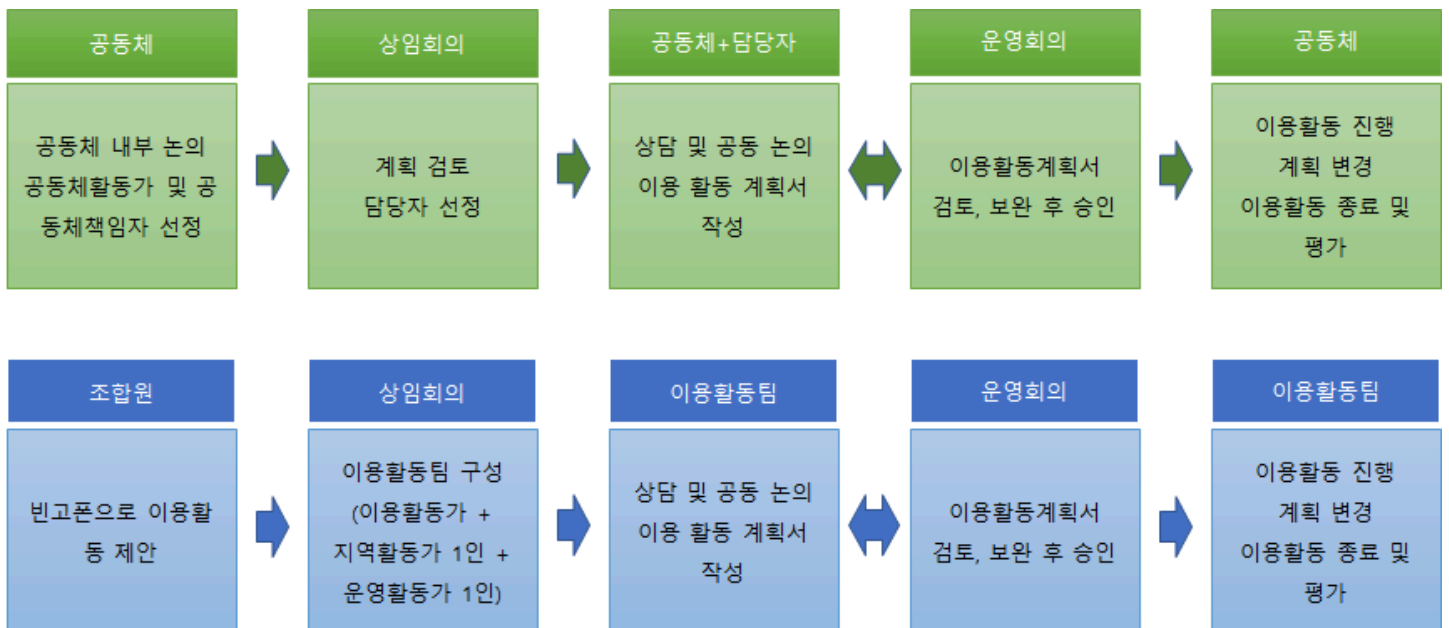 공동체
상임회의
공동체+담당자
운영회의
공동체
공동체 내부 논의
공동체활동가 및 공
동체책임자 선정
계획 검토
담당자 선정
상담 및 공동 논의
이용 활동 계획서
작성
이용활동계획서
검토, 보완 후 승인
이용활동 진행
계획 변경
이용활동 종료 및
평가
조합원
상임회의
이용활동팀
운영회의
이용활동팀
빈고폰으로 이용활
동 제안
이용활동팀 구성
(이용활동가 +
지역활동가 1인 +
운영활동가 1인)
상담 및 공동 논의
이용 활동 계획서
작성
이용활동계획서
검토, 보완 후 승인
이용활동 진행
계획 변경
이용활동 종료 및
평가